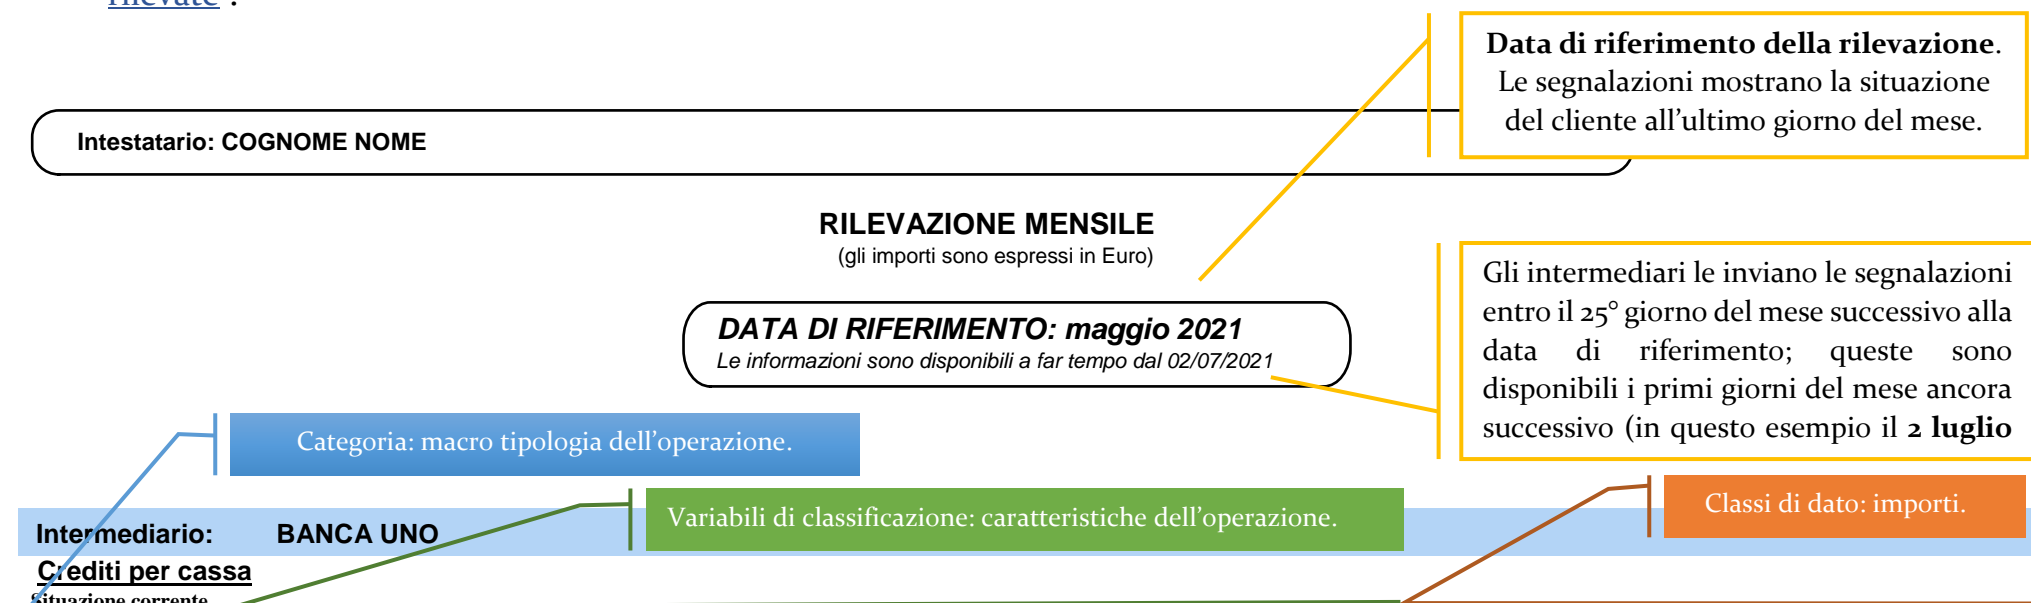 rilevate".
Data di riferimento della rilevazione.
Le segnalazioni mostrano la situazione
del cliente all'ultimo giorno del mese.
Intestatario: COGNOME NOME
RILEVAZIONE MENSILE
(gli importi sono espressi in Euro)
Gli intermediari le inviano le segnalazioni
entro il 25° giorno del mese successivo alla
data di riferimento; queste sono
disponibili i primi giorni del mese ancora
successivo (in questo esempio il 2 luglio
DATA DI RIFERIMENTO: maggio 2021
Le informazioni sono disponibili a far tempo dal 02/07/2021
Categoria: macro tipologia dell'operazione.
Variabili di classificazione: caratteristiche dell'operazione.
Classi di dato: importi.
Intermediario: BANCA UNO
Crediti per cassa
Situazione corrente